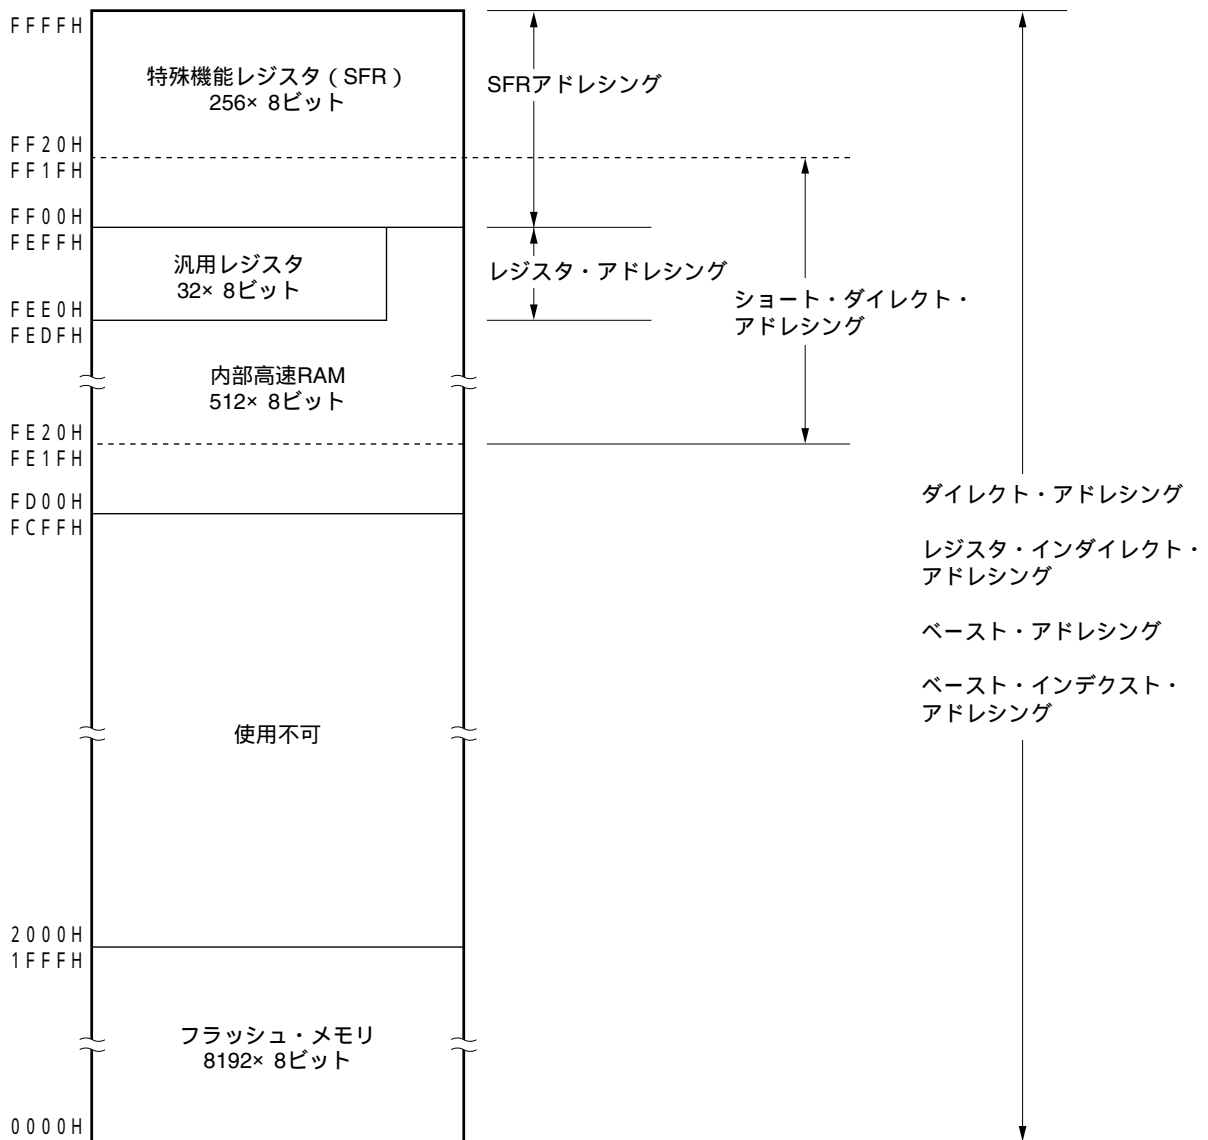 FFFFH
特殊機能レジスタ（SFR）
256× 8ビット
SFRアドレシング
FF20H
FF1FH
FF00H
FEFFH
汎用レジスタ
32× 8ビット
レジスタ・アドレシング
ショート・ダイレクト・
アドレシング
FEE0H
FEDFH
内部高速RAM
512× 8ビット
FE20H
FE1FH
FD00H
FCFFH
ダイレクト・アドレシング
レジスタ・インダイレクト・
アドレシング
ベースト・アドレシング
ベースト・インデクスト・
アドレシング
使用不可
2000H
1FFFH
フラッシュ・メモリ
8192× 8ビット
0000H